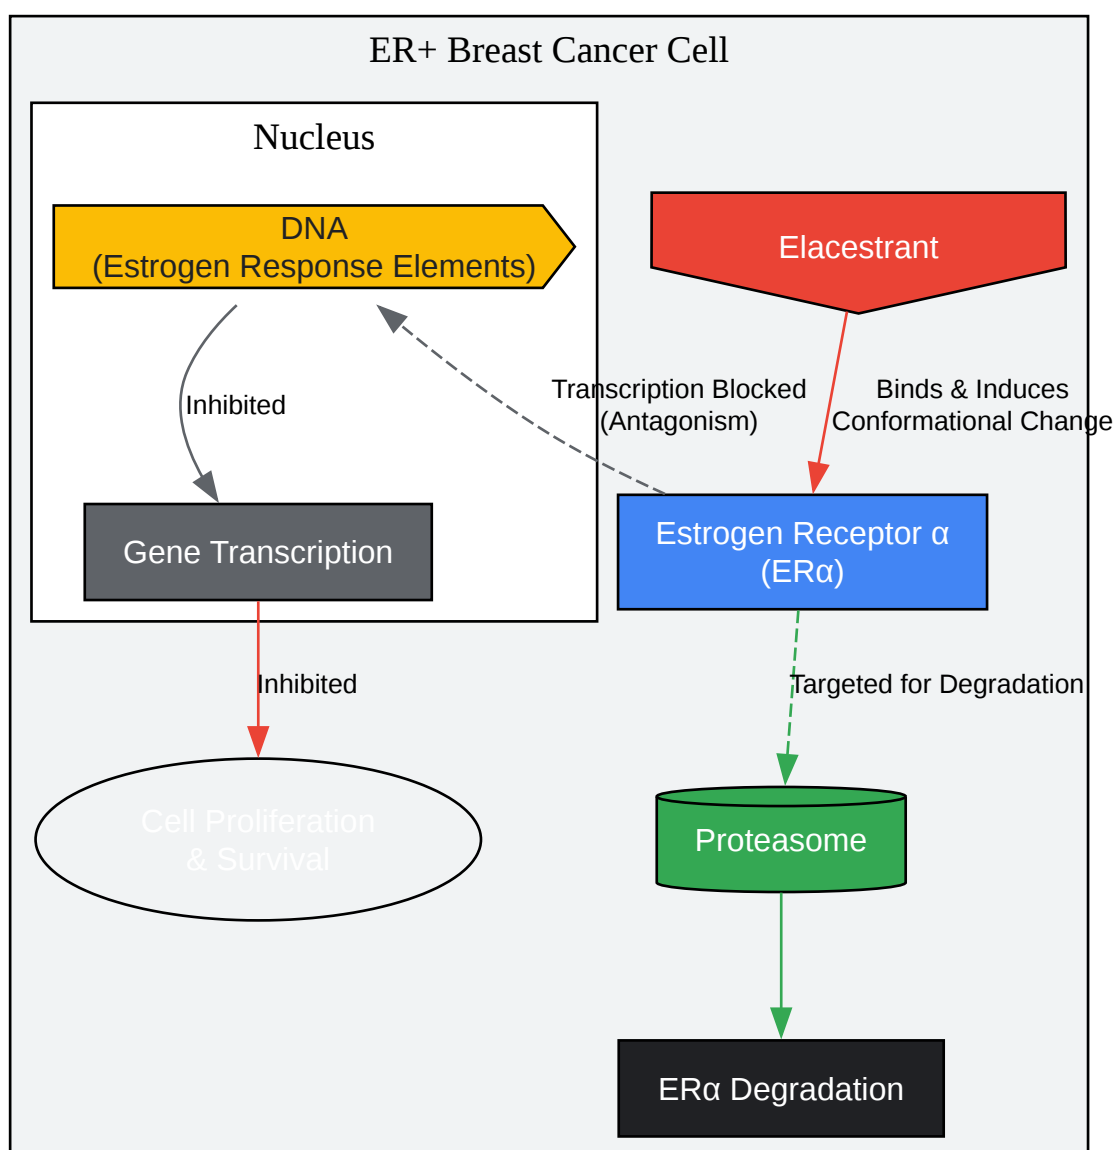 ER+ Breast Cancer Cell
Nucleus
DNA
(Estrogen Response Elements)
Elacestrant
Inhibited
Transcription Blocked
(Antagonism)
Binds & Induces
Conformational Change
Gene Transcription
Estrogen Receptor α
(ERα)
Inhibited
Targeted for Degradation
Cell Proliferation
& Survival
Proteasome
ERα Degradation